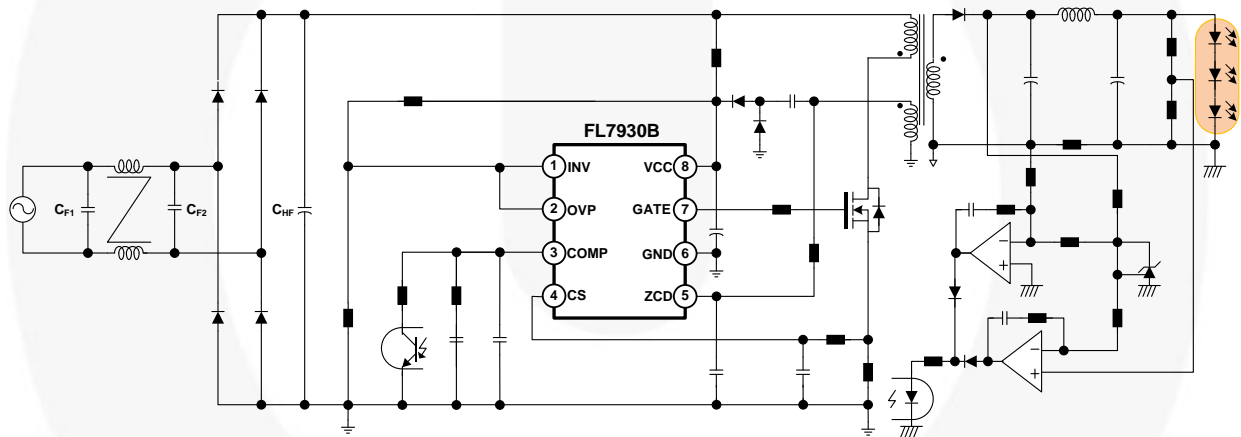 FL7930B
1 INV
VCC 8
2 OVP
GATE 7
3 COMP
GND 6
4 CS
ZCD 5
CF1
CF2
CHF
−
+
−
+